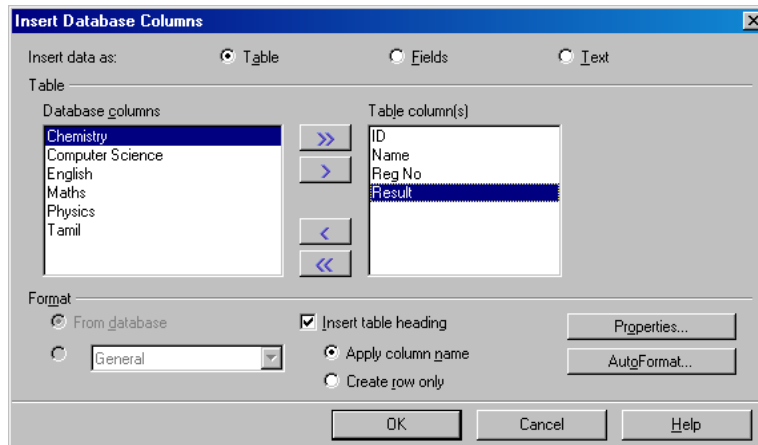 Insert Database Columns
Insert data as: Table Fields Text
Table
Database columns Table column(s)
Chemistry ID
Computer Science Name
English Reg No
Maths Result
Physics
Tamil
Format
From database Insert table heading Properties...
General Apply column name AutoFormat...
Create row only
OK Cancel Help